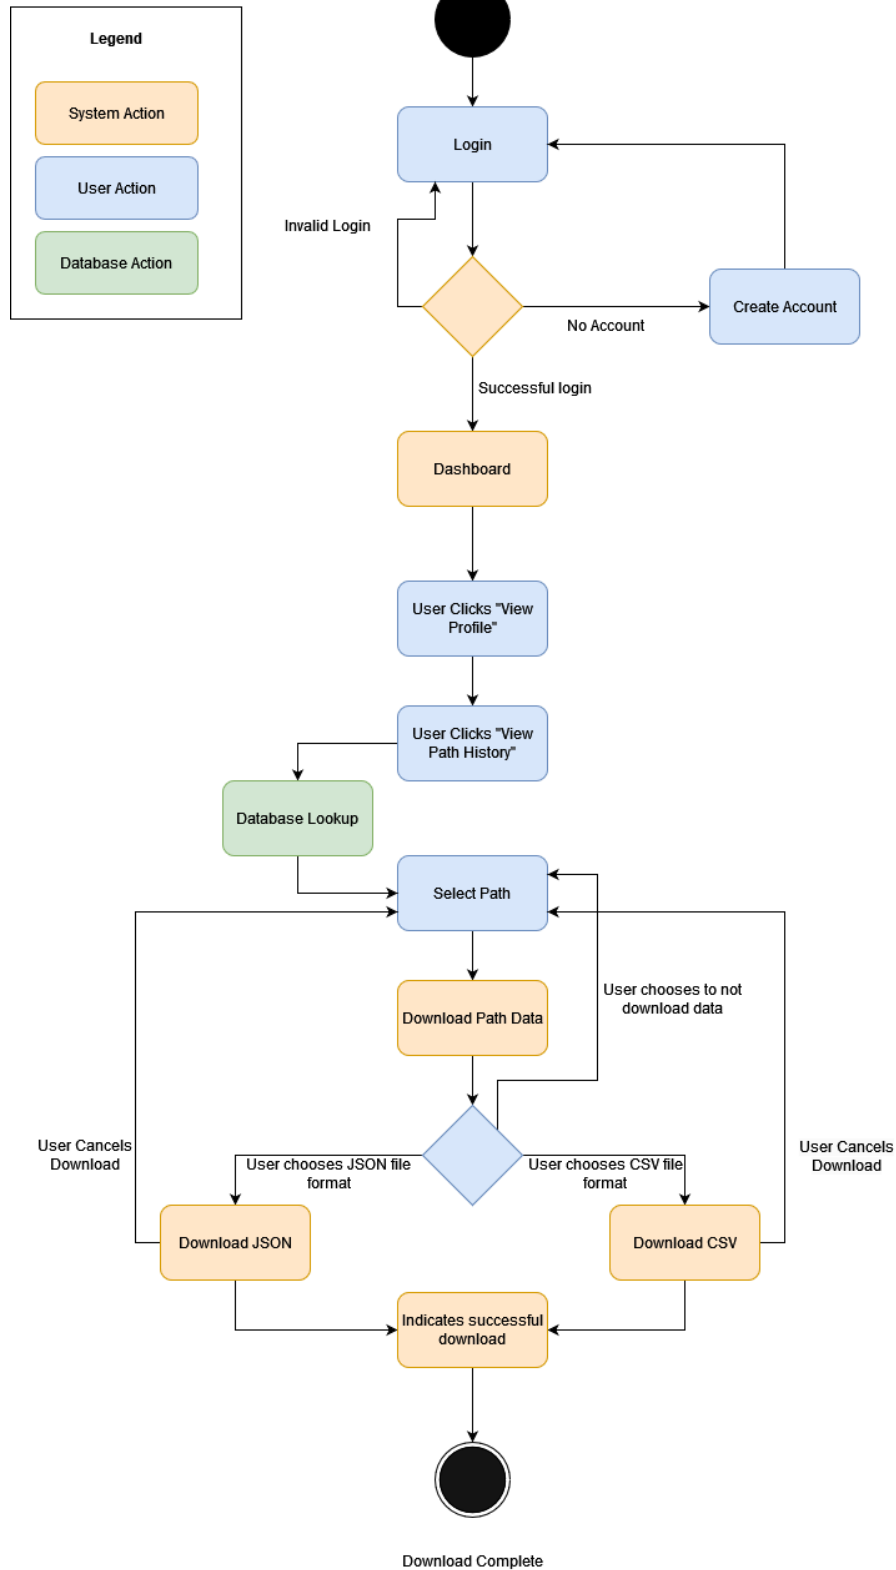 Legend
System Action
User Action
Database Action
Login
Invalid Login
No Account
Create Account
Successful login
Dashboard
User Clicks "View
Profile"
User Clicks "View
Path History"
Database Lookup
Select Path
User chooses to not
download data
Download Path Data
User Cancels
Download
User chooses JSON file
format
User chooses CSV file
format
User Cancels
Download
Download JSON
Download CSV
Indicates successful
download
Download Complete